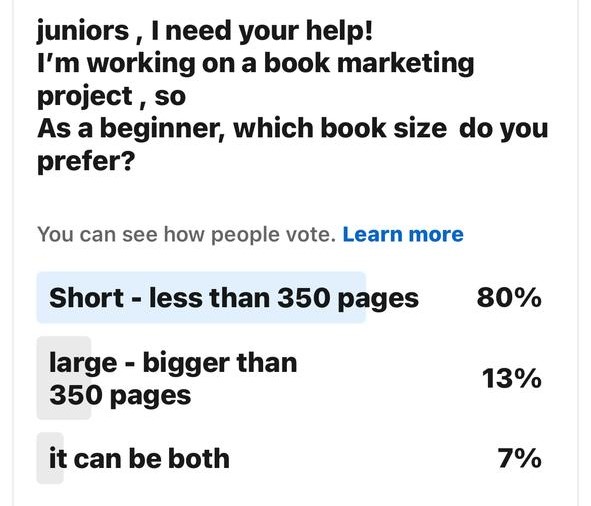 juniors , I need your help!
I’m working on a book marketing
project , so
As a beginner, which book size  do you
prefer?
You can see how people vote. Learn more
Short - less than 350 pages 80%
large - bigger than
350 pages
13%
it can be both 7%